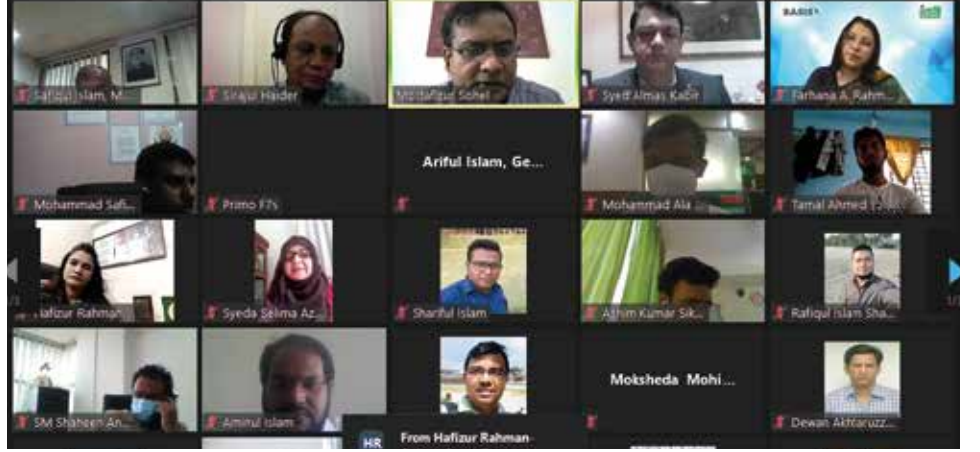 Safiqul Islam, M...
Sirajul Haider
Mostafizur Sohel
Syed Almas Kabir
BASIS
Farhana A. Rahm...
Mohammad Safi...
Primo F7s
Ariful Islam, Ge...
Mohammad Ala
Tamal Ahmed
Hafizur Rahman
Syeda Selima Az...
Shariful Islam
Athim Kumar Sik...
Rafiqul Islam Sha...
SM Shaheen An...
Aminul Islam
Moksheda Mohi...
Dewan Akhtaruzz...
HR
From Hafizur Rahman